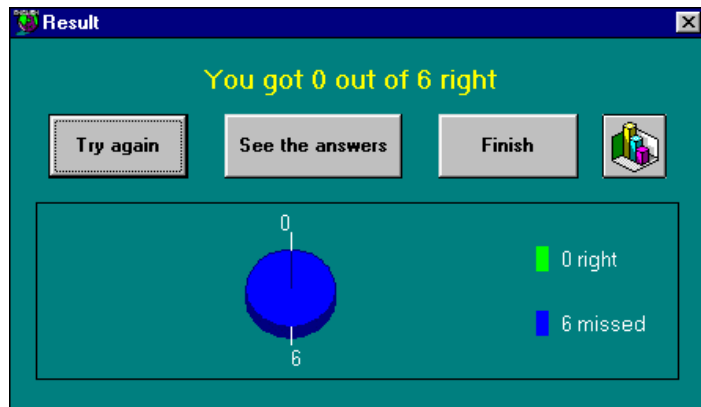 Result
You got 0 out of 6 right
Try again
See the answers
Finish
0
0 right
6 missed
6